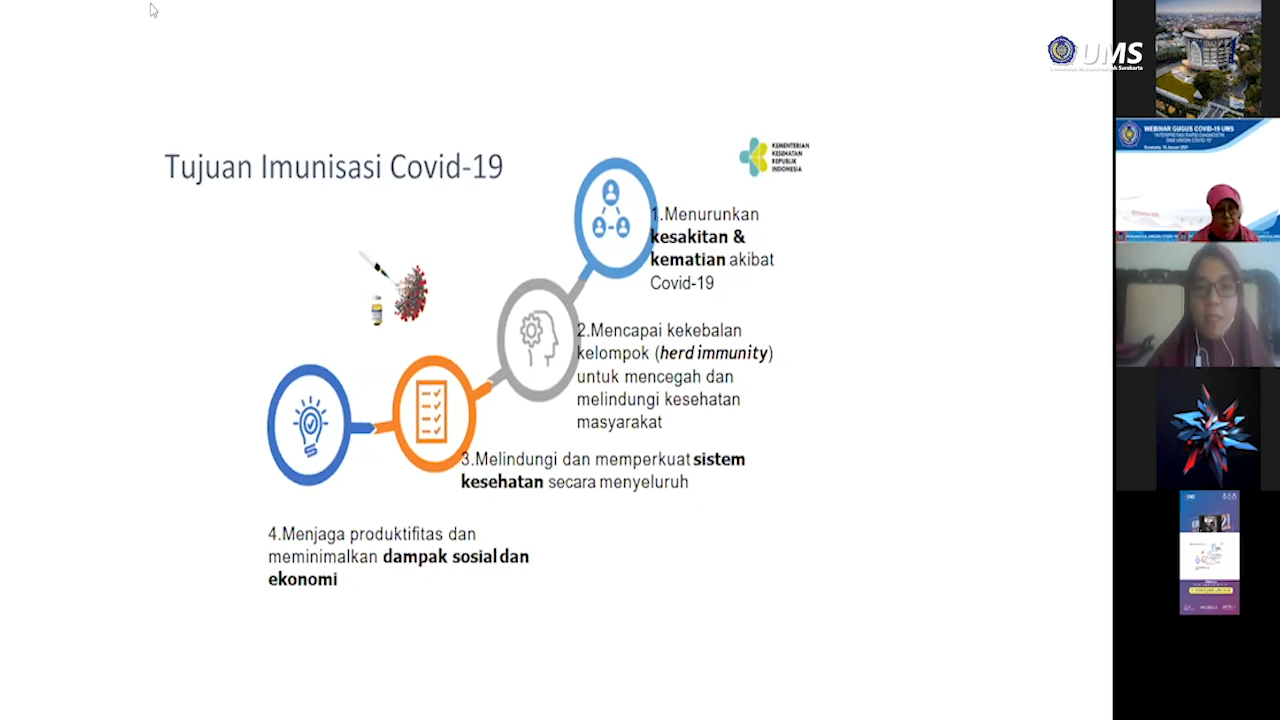 UMS
Tujuan Imunisasi Covid-19
KEMENTERIAN
KESEHATAN
REPUBLIK
INDONESIA
1.Menurunkan
kesakitan &
kematian akibat
Covid-19
2.Mencapai kekebalan
kelompok (herd immunity)
untuk mencegah dan
melindungi kesehatan
masyarakat
3.Melindungi dan memperkuat sistem
kesehatan secara menyeluruh
4.Menjaga produktifitas dan
meminimalkan dampak sosial dan
ekonomi
WEBINAR GUGUS COVID-19 UMS